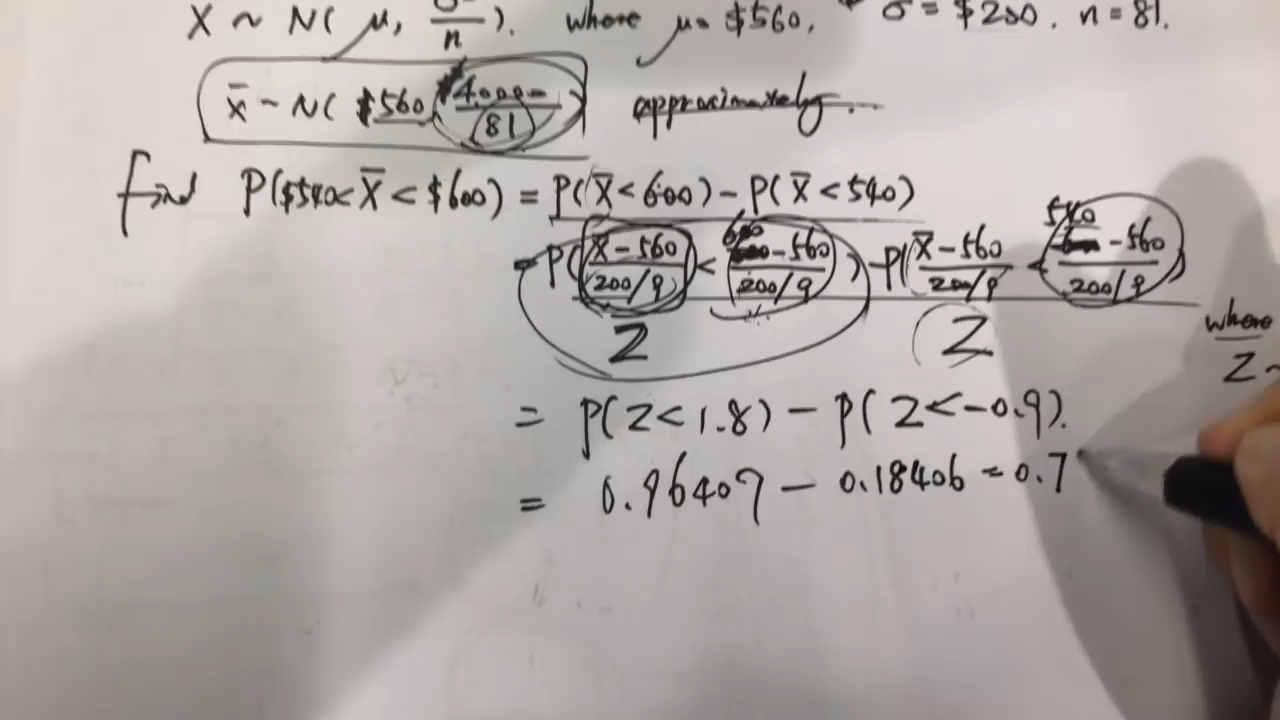 X ~ N( μ, σ²/n ). where μ= $560. σ = $200. n = 81.
X̄ ~ N( $560, 40000/81 ) approximately.
find P($540< X̄ < $600) = P(X̄ < 600) - P(X̄ < 540)
= P( X̄ - 560 / 200/9 < 600 - 560 / 200/9 ) - P( X̄ - 560 / 200/9 < 540 - 560 / 200/9 )
Z Z where
Z ~
= P(Z < 1.8) - P( Z < -0.9).
= 0.96407 - 0.18406 = 0.7